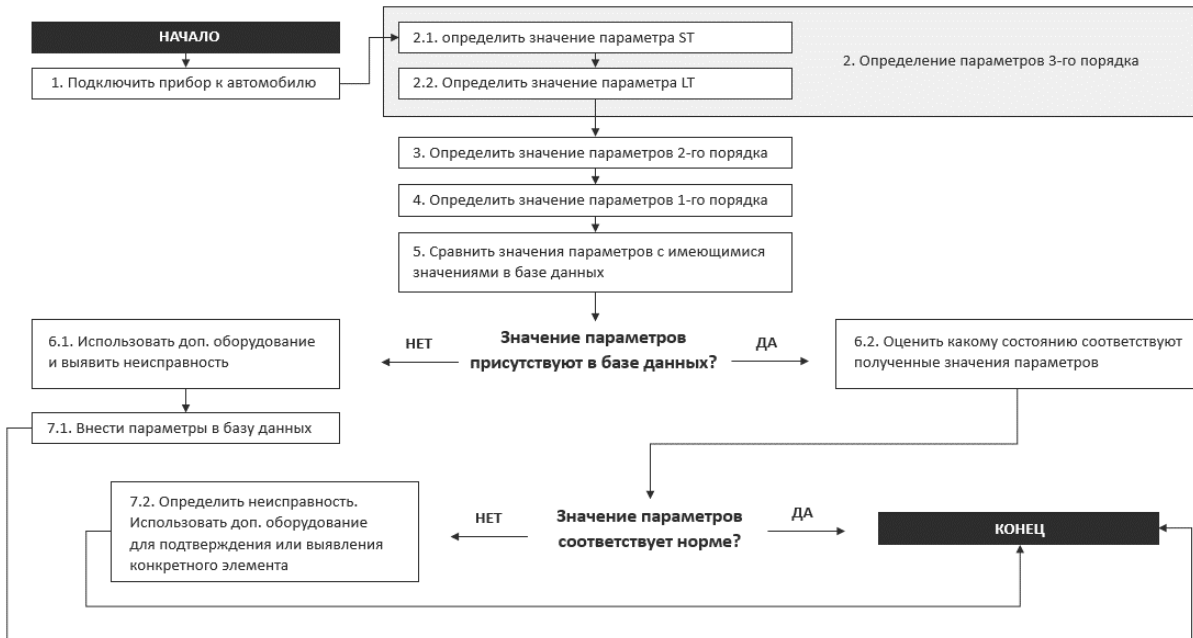 НАЧАЛО
1. Подключить прибор к автомобилю
2.1. определить значение параметра ST
2.2. Определить значение параметра LT
2. Определение параметров 3-го порядка
3. Определить значение параметров 2-го порядка
4. Определить значение параметров 1-го порядка
5. Сравнить значения параметров с имеющимися
значениями в базе данных
Значение параметров
присутствуют в базе данных?
НЕТ
ДА
6.1. Использовать доп. оборудование
и выявить неисправность
6.2. Оценить какому состоянию соответствуют
полученные значения параметров
7.1. Внести параметры в базу данных
7.2. Определить неисправность.
Использовать доп. оборудование
для подтверждения или выявления
конкретного элемента
НЕТ
Значение параметров
соответствует норме?
ДА
КОНЕЦ